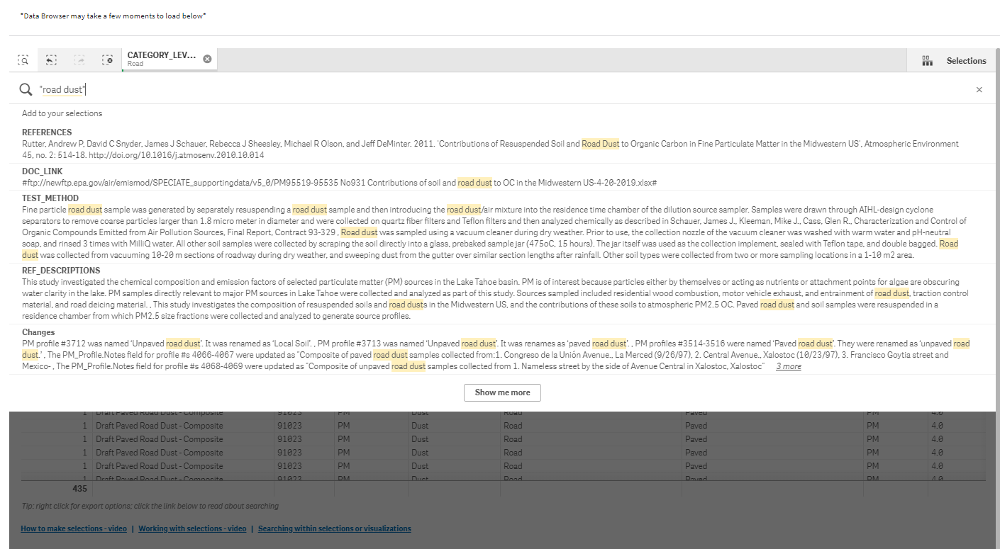 *Data Browser may take a few moments to load below*
CATEGORY_LEV...
Road
Selections
"road dust"
Add to your selections
REFERENCES
Rutter, Andrew P, David C Snyder, James J Schauer, Rebecca J Sheesley, Michael R Olson, and Jeff DeMinter. 2011. 'Contributions of Resuspended Soil and Road Dust to Organic Carbon in Fine Particulate Matter in the Midwestern US', Atmospheric Environment
45, no. 2: 514-18. http://doi.org/10.1016/j.atmosenv.2010.10.014
DOC_LINK
#ftp://newftp.epa.gov/air/emismod/SPECIATE_supportingdata/v5_0/PM95519-95535 No931 Contributions of soil and road dust to OC in the Midwestern US-4-20-2019.xlsx#
TEST_METHOD
Fine particle road dust sample was generated by separately resuspending a road dust sample and then introducing the road dust/air mixture into the residence time chamber of the dilution source sampler. Samples were drawn through AIHL-design cyclone
separators to remove coarse particles larger than 1.8 micro meter in diameter and were collected on quartz fiber filters and Teflon filters and then analyzed chemically as described in Schauer, James J., Kleeman, Mike J., Cass, Glen R., Characterization and Control of
Organic Compounds Emitted from Air Pollution Sources, Final Report, Contract 93-329 , Road dust was sampled using a vacuum cleaner during dry weather. Prior to use, the collection nozzle of the vacuum cleaner was washed with warm water and pH-neutral
soap, and rinsed 3 times with MilliQ water. All other soil samples were collected by scraping the soil directly into a glass, prebaked sample jar (475oC, 15 hours). The jar itself was used as the collection implement, sealed with Teflon tape, and double bagged. Road
dust was collected from vacuuming 10-20 m sections of roadway during dry weather, and sweeping dust from the gutter over similar section lengths after rainfall. Other soil types were collected from two or more sampling locations in a 1-10 m2 area.
REF_DESCRIPTIONS
This study investigated the chemical composition and emission factors of selected particulate matter (PM) sources in the Lake Tahoe basin. PM is of interest because particles either by themselves or acting as nutrients or attachment points for algae are obscuring
water clarity in the lake. PM samples directly relevant to major PM sources in Lake Tahoe were collected and analyzed as part of this study. Sources sampled included residential wood combustion, motor vehicle exhaust, and entrainment of road dust, traction control
material, and road deicing material. , This study investigates the composition of resuspended soils and road dusts in the Midwestern US, and the contributions of these soils to atmospheric PM2.5 OC. Paved road dust and soil samples were resuspended in a
residence chamber from which PM2.5 size fractions were collected and analyzed to generate source profiles.
Changes
PM profile #3712 was named ‘Unpaved road dust’. It was renamed as ‘Local Soil’. , PM profile #3713 was named ‘Unpaved road dust’. It was renames as ‘paved road dust’. , PM profiles #3514-3516 were named ‘Paved road dust’. They were renamed as ‘unpaved road
dust.’ , The PM_Profile.Notes field for profile #s 4066-4067 were updated as "Composite of paved road dust samples collected from:1. Congreso de la Unión Avenue., La Merced (9/26/97), 2. Central Avenue., Xalostoc (10/23/97), 3. Francisco Goytia street and
Mexico- , The PM_Profile.Notes field for profile #s 4068-4069 were updated as "Composite of unpaved road dust samples collected from 1. Nameless street by the side of Avenue Central in Xalostoc, Xalostoc" 3 more
Show me more
1 Draft Paved Road Dust - Composite 91023 PM Dust Road Paved PM 4.0
1 Draft Paved Road Dust - Composite 91023 PM Dust Road Paved PM 4.0
1 Draft Paved Road Dust - Composite 91023 PM Dust Road Paved PM 4.0
1 Draft Paved Road Dust - Composite 91023 PM Dust Road Paved PM 4.0
1 Draft Paved Road Dust - Composite 91023 PM Dust Road Paved PM 4.0
1 Draft Paved Road Dust - Composite 91023 PM Dust Road Paved PM 4.0
435
Tip: right click for export options; click the link below to read about searching
How to make selections - video | Working with selections - video | Searching within selections or visualizations